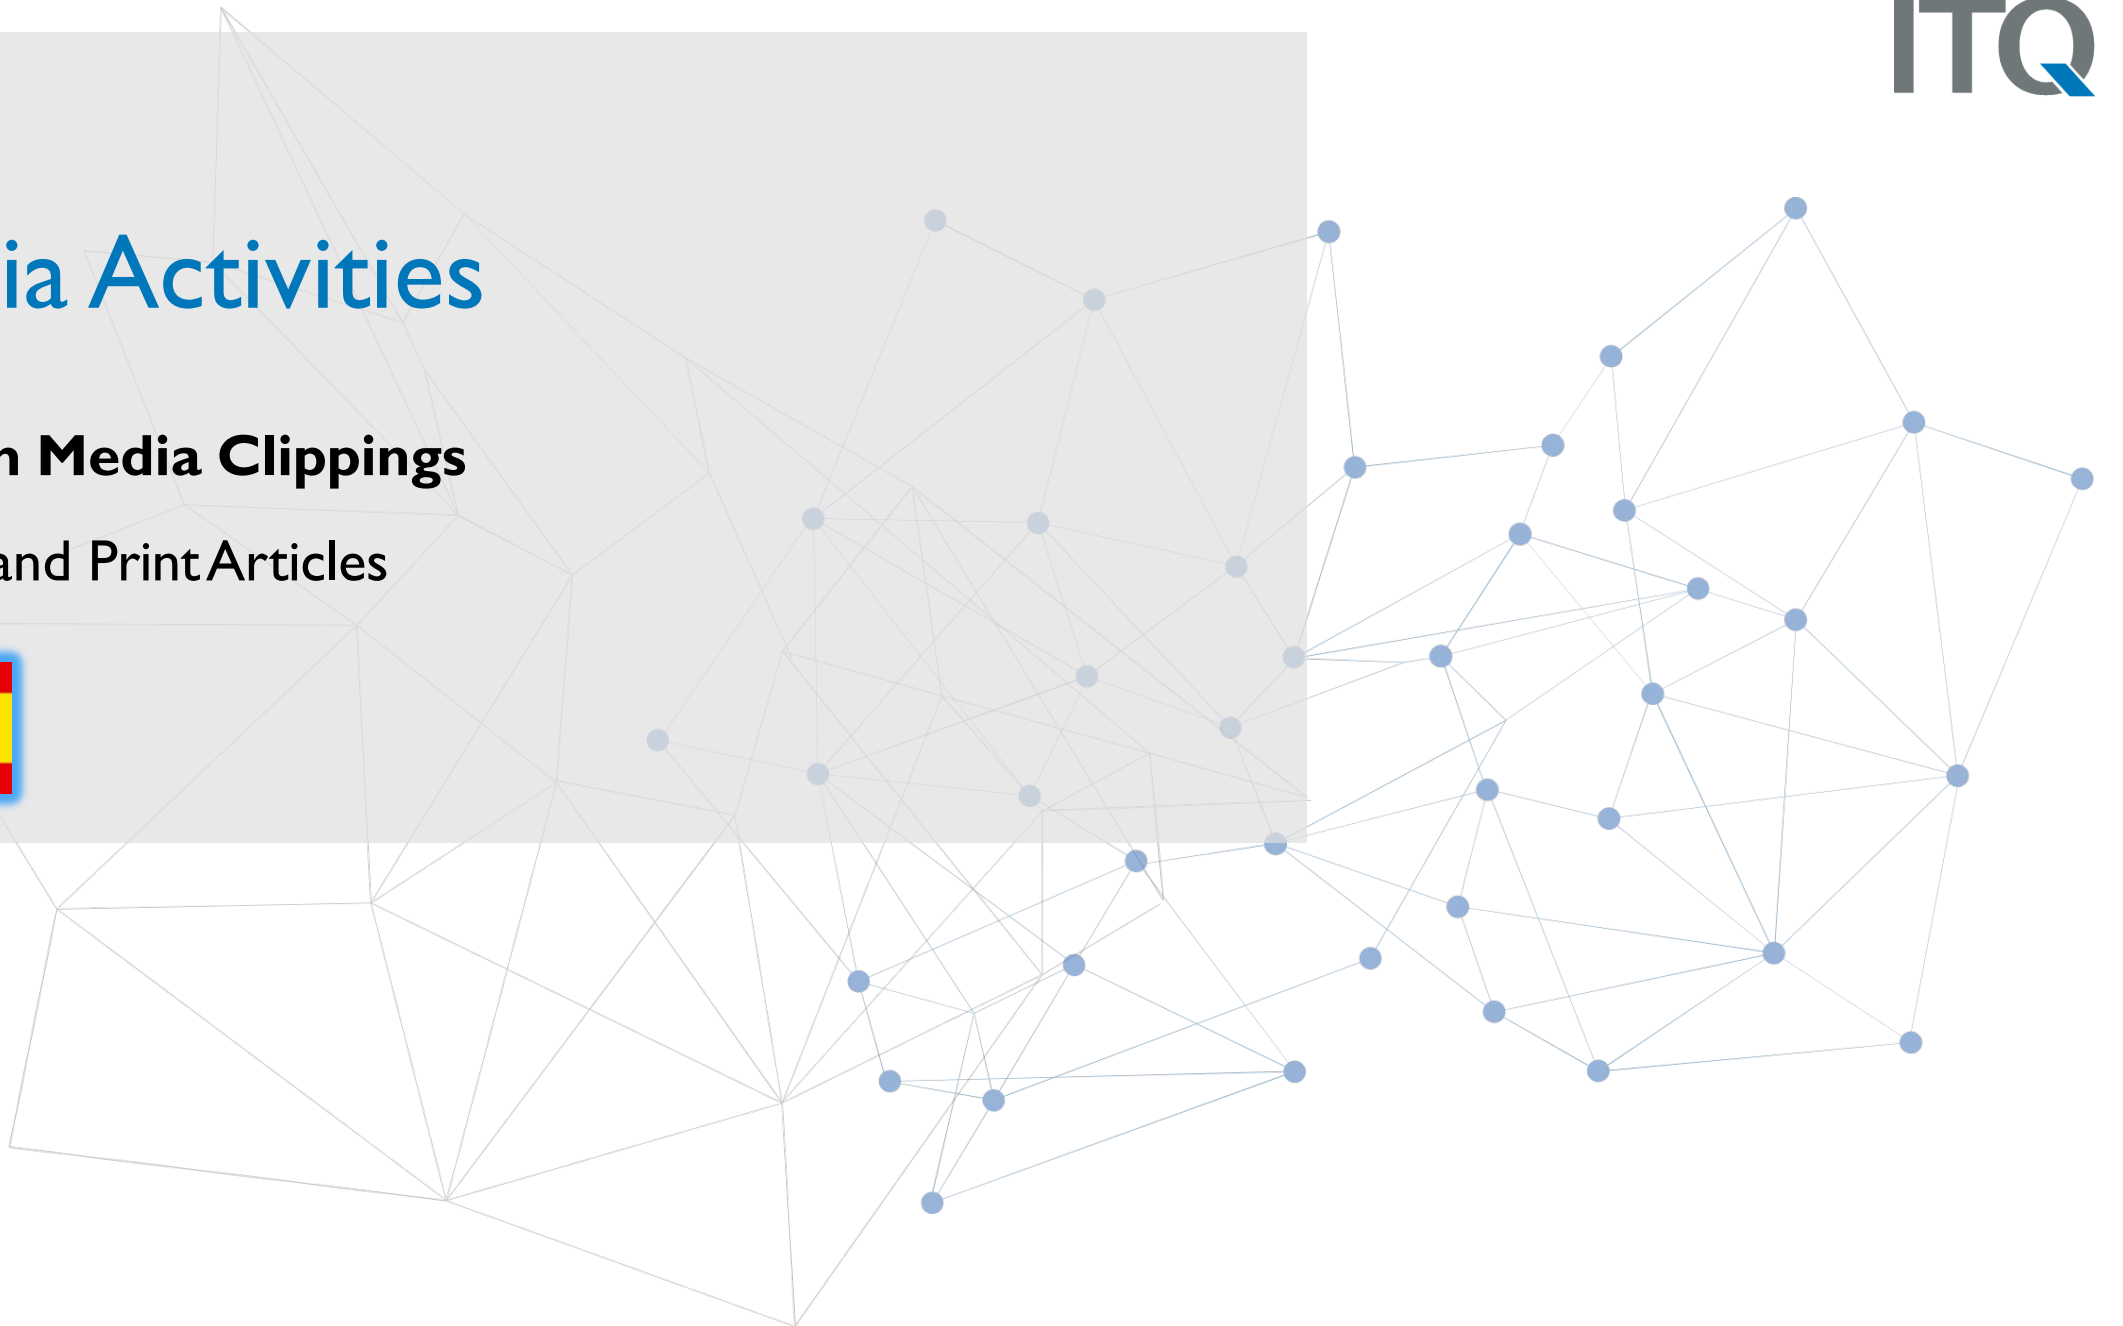 ITQ
ia Activities
n Media Clippings
and Print Articles